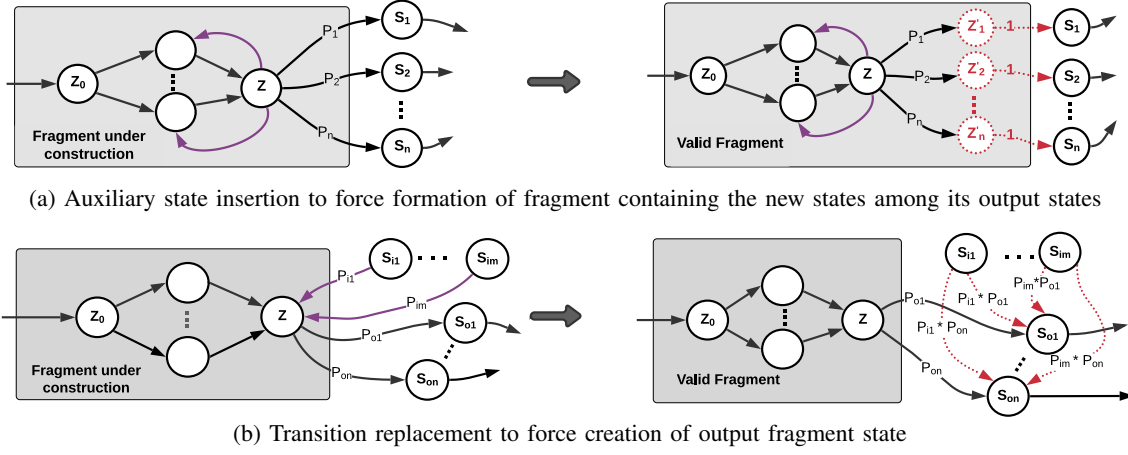 P1
S1
P1
Z'1
1
S1
Z0
Z
P2
S2
Z0
Z
P2
Z'2
1
S2
Pn
Sn
Pn
Z'n
1
Sn
Fragment under
construction
Valid Fragment
(a) Auxiliary state insertion to force formation of fragment containing the new states among its output states
Pi1
Si1
Sim
Si1
Sim
Pim
Pim*Po1
Z0
Z
Po1
So1
Z0
Z
Po1
Pi1 * Po1
So1
Pi1 * Pon
Pon
Son
Pon
Pim * Pon
Son
Fragment under
construction
Valid Fragment
(b) Transition replacement to force creation of output fragment state